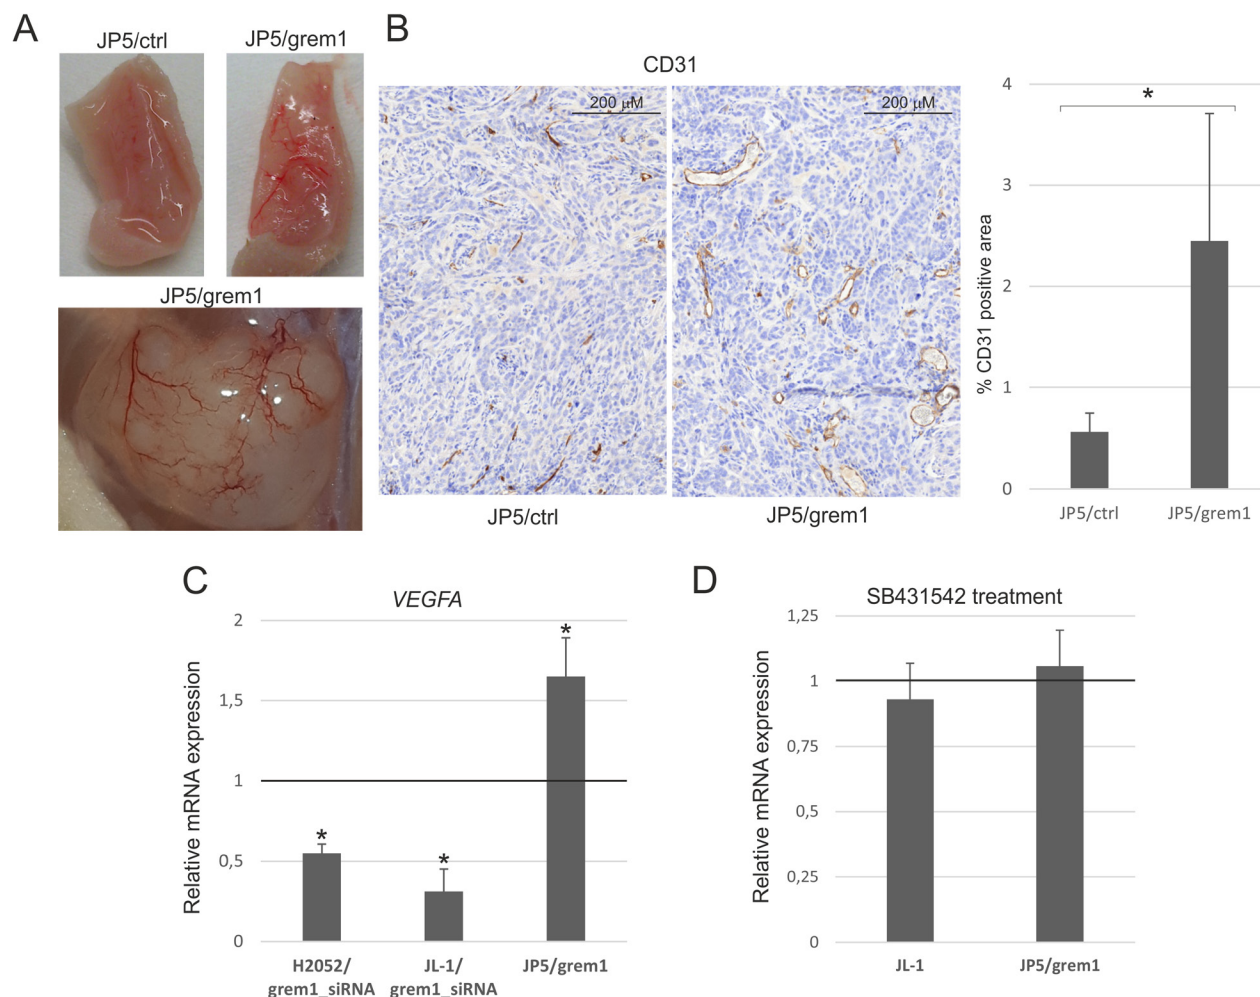 A
JP5/ctrl
JP5/grem1
JP5/grem1
B
CD31
200 µM
200 µM
JP5/ctrl
JP5/grem1
% CD31 positive area
4
3
2
1
0
*
JP5/ctrl
JP5/grem1
C
VEGFA
Relative mRNA expression
2
1,5
1
0,5
0
*
*
*
H2052/
grem1_siRNA
JL-1/
grem1_siRNA
JP5/grem1
D
SB431542 treatment
Relative mRNA expression
1,25
1
0,75
0,5
0,25
0
JL-1
JP5/grem1